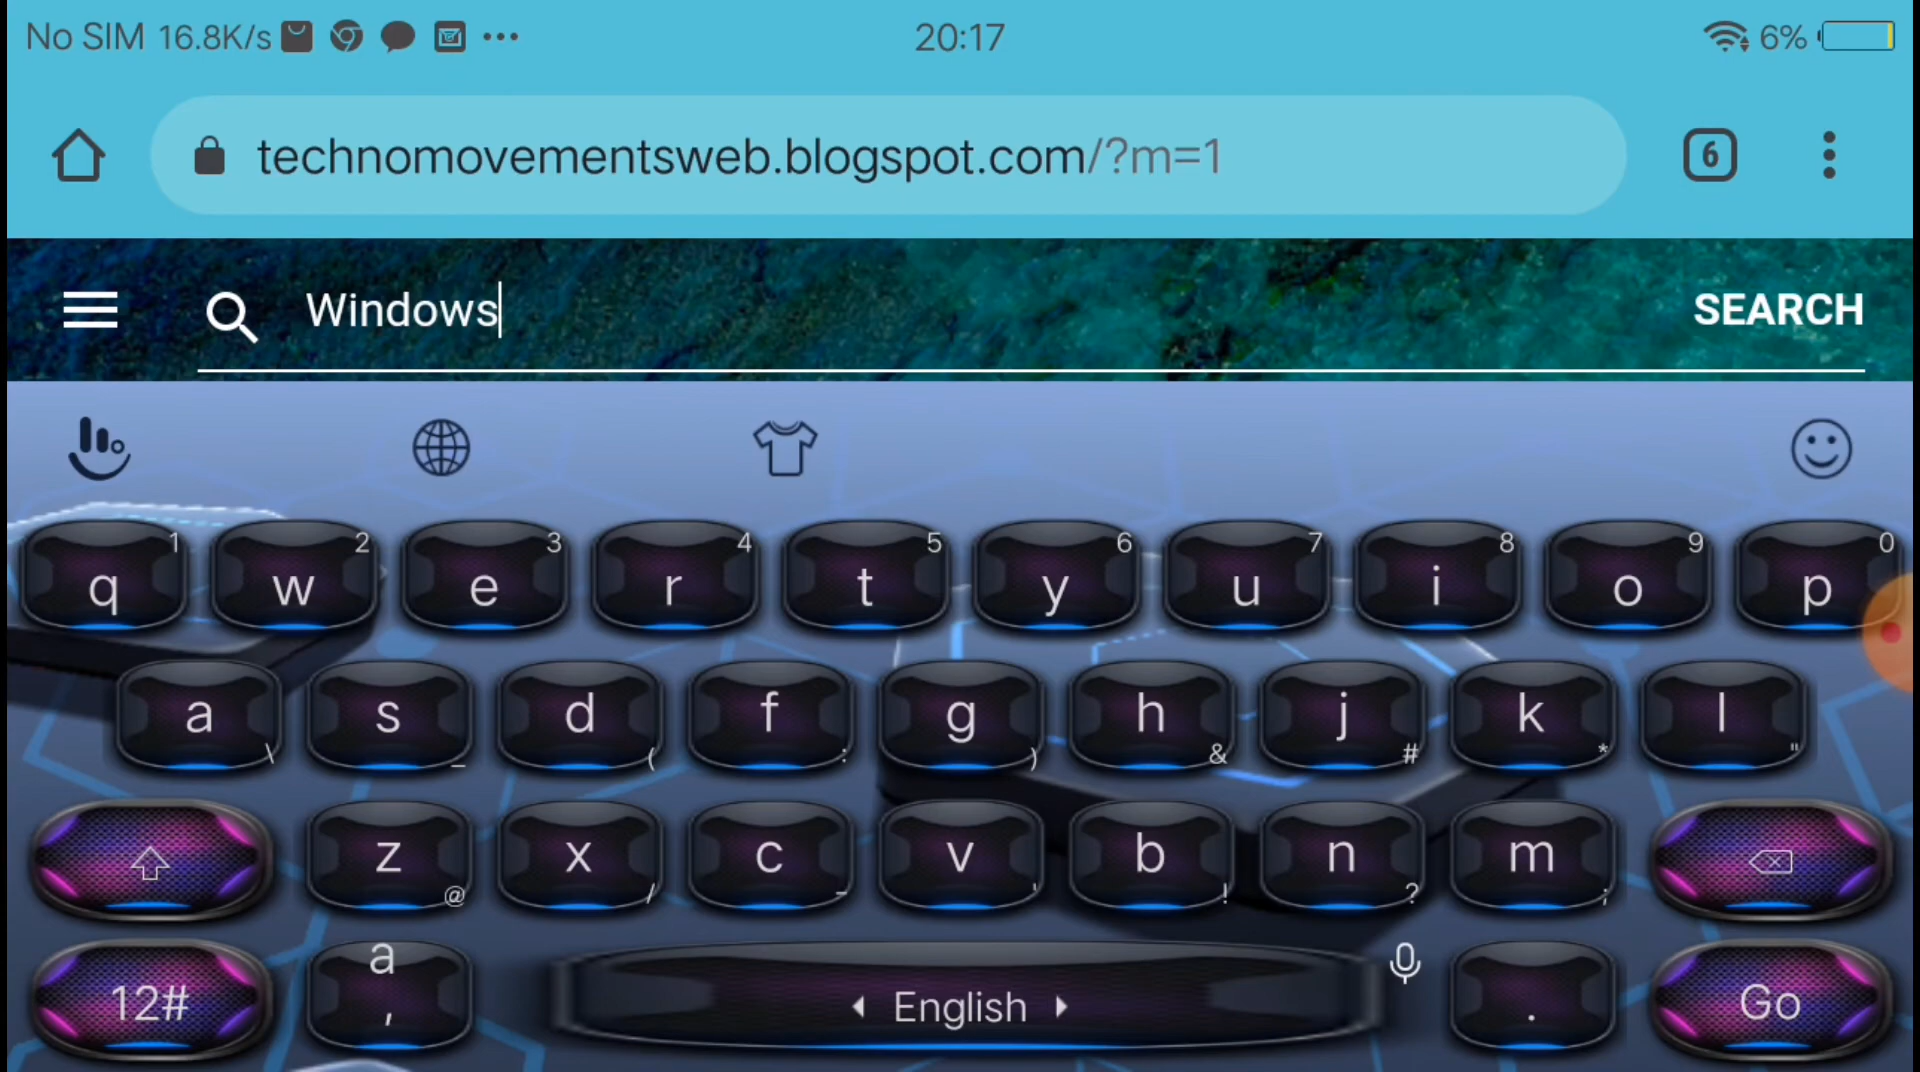 No SIM 16.8K/s ••• 20:17 6%
technomovementsweb.blogspot.com/?m=1 6
Windows SEARCH
q 1 w 2 e 3 r 4 t 5 y 6 u 7 i 8 o 9 p 0
a \ s _ d ( f : g ) h & j # k * l "
z @ x / c - v ' b ! n ? m ;
12# a , English . Go